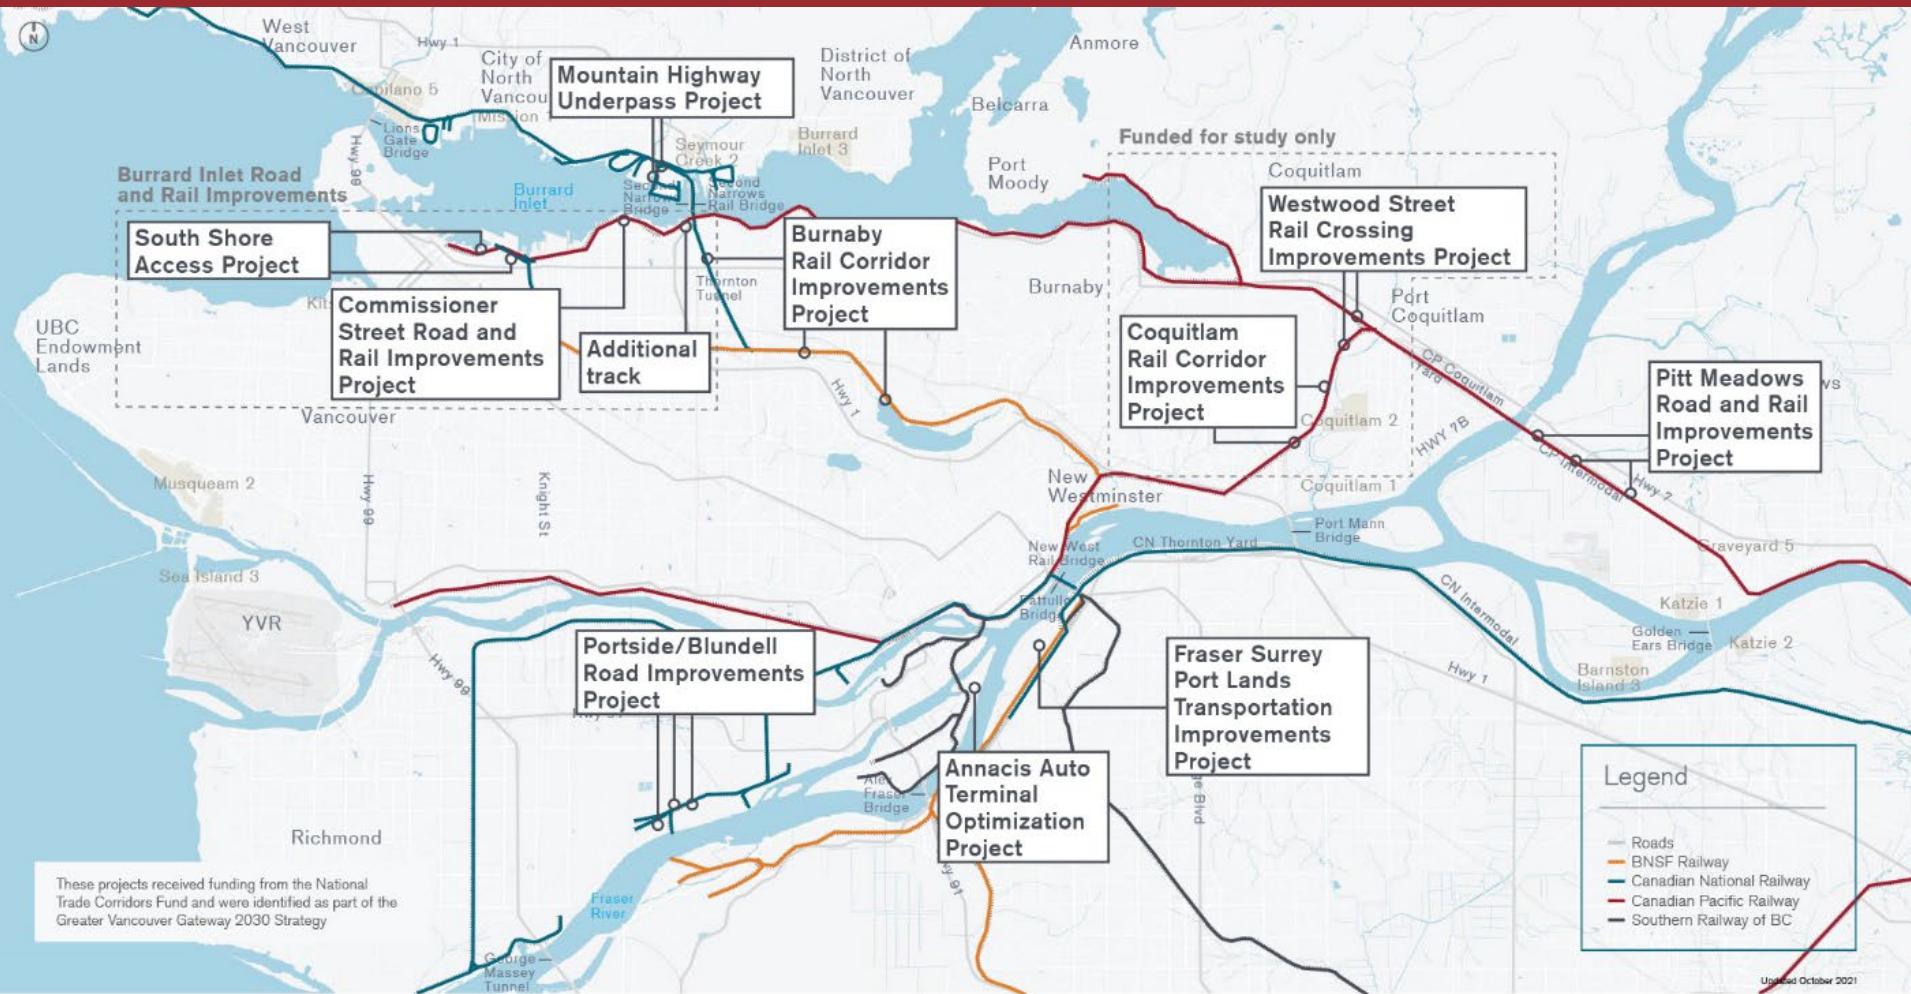 N
West
Vancouver
Hwy 1
City of
North
Vancou
Mission 1
Mountain Highway
Underpass Project
District of
North
Vancouver
Anmore
Belcarra
Capilano 5
Lions
Gate
Bridge
Hwy 99
Seymour
Creek 2
Burrard
Inlet 3
Port
Moody
Funded for study only
Coquitlam
Burrard Inlet Road
and Rail Improvements
Burrard
Inlet
Second
Narrows
Bridge
Second
Narrows
Rail Bridge
Westwood Street
Rail Crossing
Improvements Project
South Shore
Access Project
Burnaby
Rail Corridor
Improvements
Project
Thornton
Tunnel
Burnaby
Port
Coquitlam
Kits
Commissioner
Street Road and
Rail Improvements
Project
Additional
track
UBC
Endowment
Lands
Coquitlam
Rail Corridor
Improvements
Project
CP Coquitlam
Yard
Pitt Meadows
Road and Rail
Improvements
Project
ws
Hwy 1
Vancouver
Coquitlam 2
HWY 7B
CP Intermodal
Hwy 7
Musqueam 2
Hwy 99
Knight St
New
Westminster
Coquitlam 1
Port Mann
Bridge
New West
Rail Bridge
CN Thornton Yard
Graveyard 5
Sea Island 3
YVR
Pattullo
Bridge
CN Intermodal
Katzie 1
Golden
Ears Bridge
Katzie 2
Portside/Blundell
Road Improvements
Project
Hwy 99
Fraser Surrey
Port Lands
Transportation
Improvements
Project
Hwy 1
Barnston
Island 3
Annacis Auto
Terminal
Optimization
Project
Alex
Fraser
Bridge
ge Blvd
Richmond
wy 91
Legend
Roads
BNSF Railway
Canadian National Railway
Canadian Pacific Railway
Southern Railway of BC
These projects received funding from the National
Trade Corridors Fund and were identified as part of the
Greater Vancouver Gateway 2030 Strategy
Fraser
River
George
Massey
Tunnel
Updated October 2021